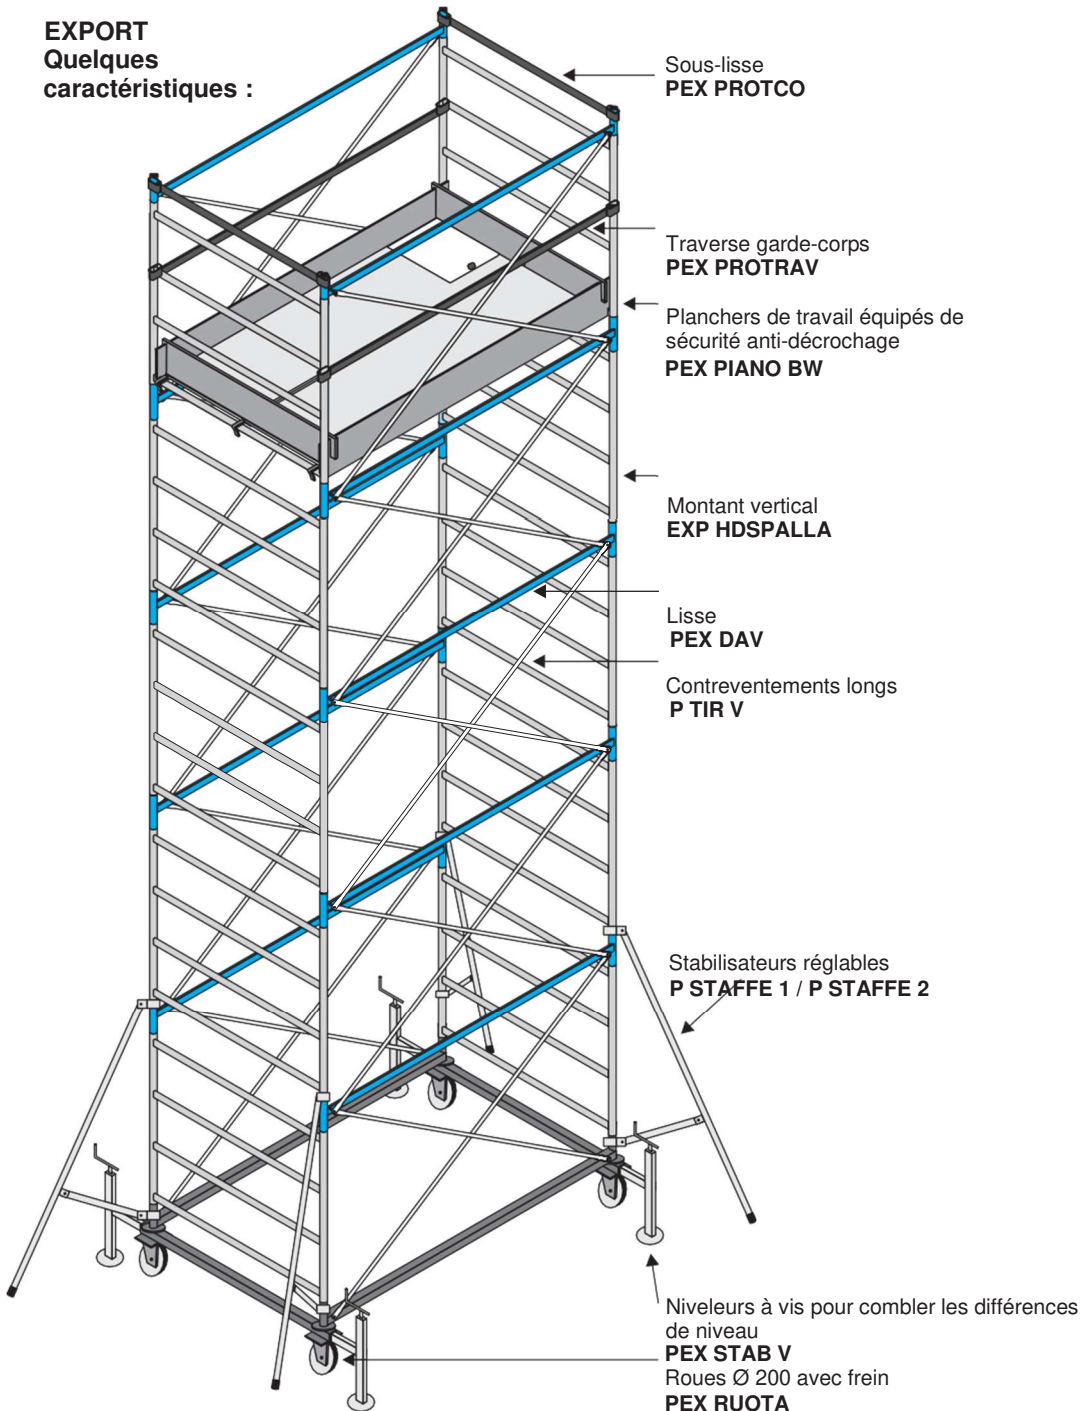 EXPORT
Quelques
caractéristiques :
Sous-lisse
PEX PROTCO
Traverse garde-corps
PEX PROTRAV
Planchers de travail équipés de
sécurité anti-décrochage
PEX PIANO BW
Montant vertical
EXP HDSPALLA
Lisse
PEX DAV
Contreventements longs
P TIR V
Stabilisateurs réglables
P STAFFE 1 / P STAFFE 2
Niveleurs à vis pour combler les différences
de niveau
PEX STAB V
Roues Ø 200 avec frein
PEX RUOTA